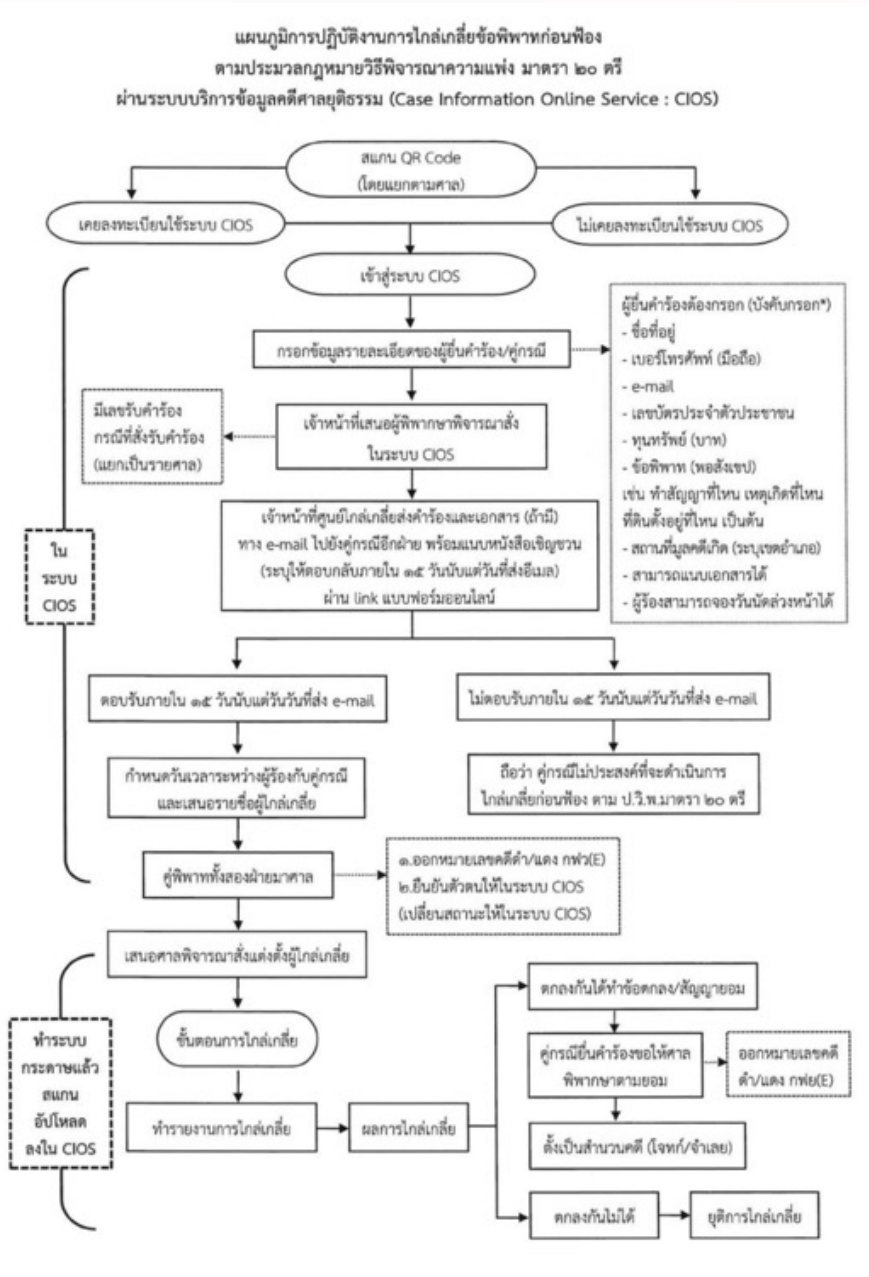 แผนภูมิการปฏิบัติงานการไกล่เกลี่ยข้อพิพาทก่อนฟ้อง
ตามประมวลกฎหมายวิธีพิจารณาความแพ่ง มาตรา ๒๐ ตรี
ผ่านระบบบริการข้อมูลคดีศาลยุติธรรม (Case Information Online Service : CIOS)
สแกน QR Code
(โดยแยกตามศาล)
เคยลงทะเบียนใช้ระบบ CIOS
ไม่เคยลงทะเบียนใช้ระบบ CIOS
เข้าสู่ระบบ CIOS
กรอกข้อมูลรายละเอียดของผู้ยื่นคำร้อง/คู่กรณี
ผู้ยื่นคำร้องต้องกรอก (บังคับกรอก*)
- ชื่อที่อยู่
- เบอร์โทรศัพท์ (มือถือ)
- e-mail
- เลขบัตรประจำตัวประชาชน
- ทุนทรัพย์ (บาท)
- ข้อพิพาท (พอสังเขป)
เช่น ทำสัญญาที่ไหน เหตุเกิดที่ไหน
ที่ดินตั้งอยู่ที่ไหน เป็นต้น
- สถานที่มูลคดีเกิด (ระบุเขตอำเภอ)
- สามารถแนบเอกสารได้
- ผู้ร้องสามารถจองวันนัดล่วงหน้าได้
เจ้าหน้าที่เสนอผู้พิพากษาพิจารณาสั่ง
ในระบบ CIOS
มีเลขรับคำร้อง
กรณีที่สั่งรับคำร้อง
(แยกเป็นรายศาล)
เจ้าหน้าที่ศูนย์ไกล่เกลี่ยส่งคำร้องและเอกสาร (ถ้ามี)
ทาง e-mail ไปยังคู่กรณีอีกฝ่าย พร้อมแนบหนังสือเชิญชวน
(ระบุให้ตอบกลับภายใน ๑๕ วันนับแต่วันที่ส่งอีเมล)
ผ่าน link แบบฟอร์มออนไลน์
ใน
ระบบ
CIOS
ตอบรับภายใน ๑๕ วันนับแต่วันวันที่ส่ง e-mail
ไม่ตอบรับภายใน ๑๕ วันนับแต่วันวันที่ส่ง e-mail
กำหนดวันเวลาระหว่างผู้ร้องกับคู่กรณี
และเสนอรายชื่อผู้ไกล่เกลี่ย
ถือว่า คู่กรณีไม่ประสงค์ที่จะดำเนินการ
ไกล่เกลี่ยก่อนฟ้อง ตาม ป.วิ.พ.มาตรา ๒๐ ตรี
คู่พิพาททั้งสองฝ่ายมาศาล
๑.ออกหมายเลขคดีดำ/แดง กฟว(E)
๒.ยืนยันตัวตนให้ในระบบ CIOS
(เปลี่ยนสถานะให้ในระบบ CIOS)
เสนอศาลพิจารณาสั่งแต่งตั้งผู้ไกล่เกลี่ย
ขั้นตอนการไกล่เกลี่ย
ทำรายงานการไกล่เกลี่ย
ผลการไกล่เกลี่ย
ทำระบบ
กระดาษแล้ว
สแกน
อัปโหลด
ลงใน CIOS
ตกลงกันได้ทำข้อตกลง/สัญญายอม
คู่กรณียื่นคำร้องขอให้ศาล
พิพากษาตามยอม
ออกหมายเลขคดี
ดำ/แดง กฟย(E)
ตั้งเป็นสำนวนคดี (โจทก์/จำเลย)
ตกลงกันไม่ได้
ยุติการไกล่เกลี่ย